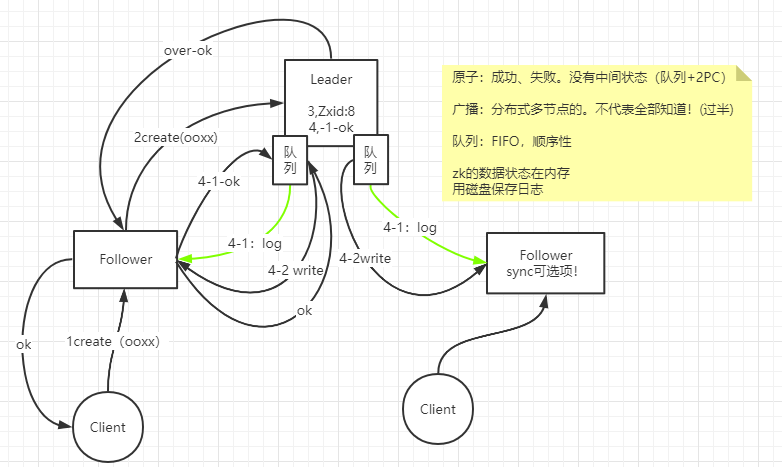 over-ok
Leader
3,Zxid:8
4,-1-ok
2create(ooxx)
队
列
队
列
4-1-ok
4-1：log
4-1：log
4-2 write
4-2write
ok
Follower
Follower
sync可选项！
ok
1create（ooxx）
Client
Client
原子：成功、失败。没有中间状态（队列+2PC）
广播：分布式多节点的。不代表全部知道！(过半)
队列：FIFO，顺序性
zk的数据状态在内存
用磁盘保存日志